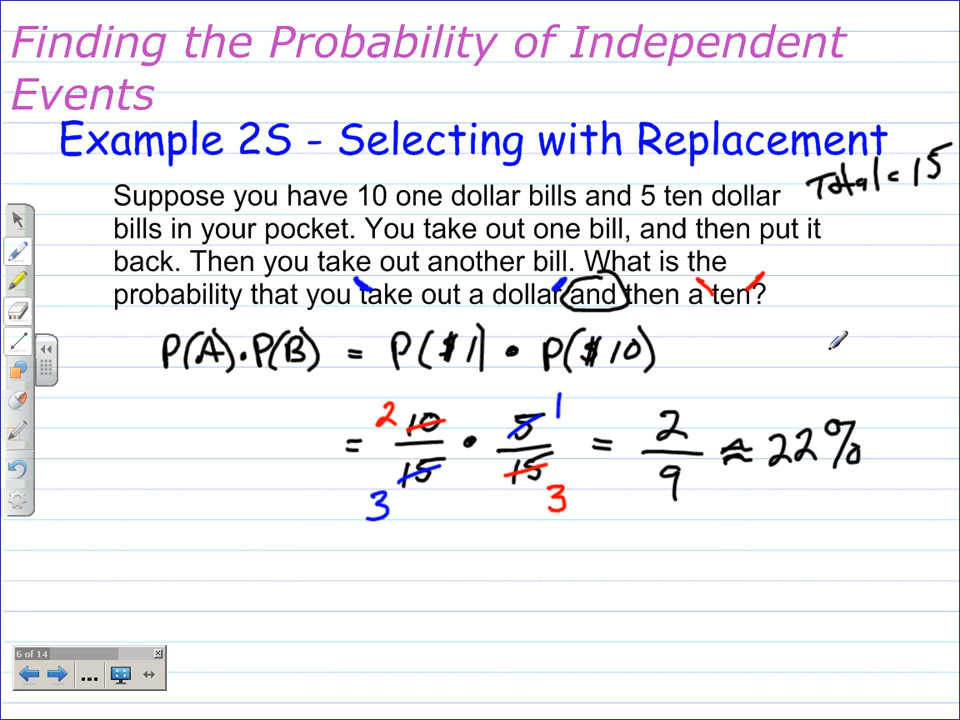 Finding the Probability of Independent
Events
Example 2S - Selecting with Replacement
Total = 15
Suppose you have 10 one dollar bills and 5 ten dollar
bills in your pocket. You take out one bill, and then put it
back. Then you take out another bill. What is the
probability that you take out a dollar and then a ten?
P(A)·P(B) = P($1) · P($10)
2 10 5 1
= · = 2/9 ≈ 22%
3 15 15 3
6 of 14
...